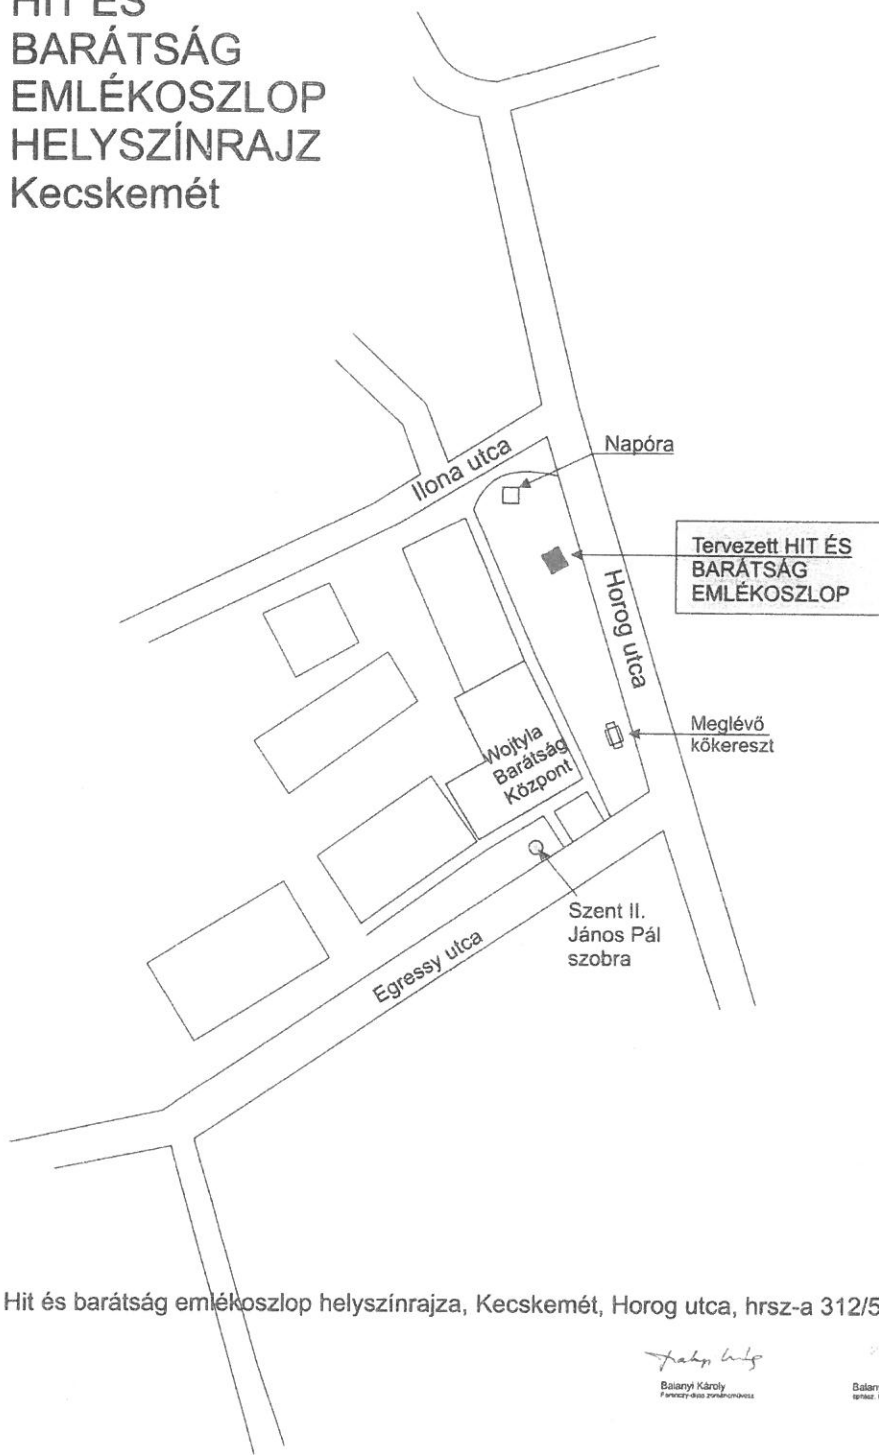 HIT ÉS
BARÁTSÁG
EMLÉKOSZLOP
HELYSZÍNRAJZ
Kecskemét
Napóra
Ilona utca
Tervezett HIT ÉS
BARÁTSÁG
EMLÉKOSZLOP
Horog utca
Meglévő
kőkereszt
Wojtyla
Barátság
Központ
Szent II.
János Pál
szobra
Egressy utca
Hit és barátság emlékoszlop helyszínrajza, Kecskemét, Horog utca, hrsz-a 312/5
Balanyi Károly